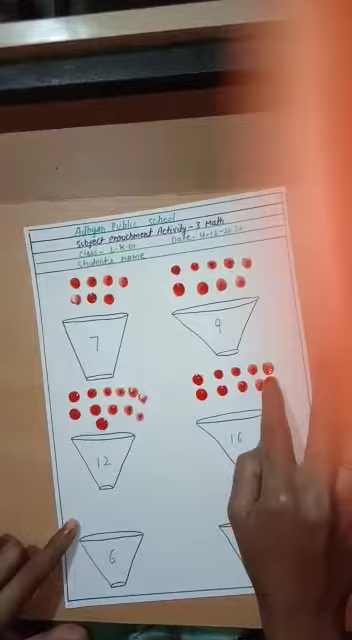 Adhyan Public school
Subject enrichment Activity - 3 Math
Class - L.K.G
Date - 4-12-2020
Student's name
7
9
12
16
6